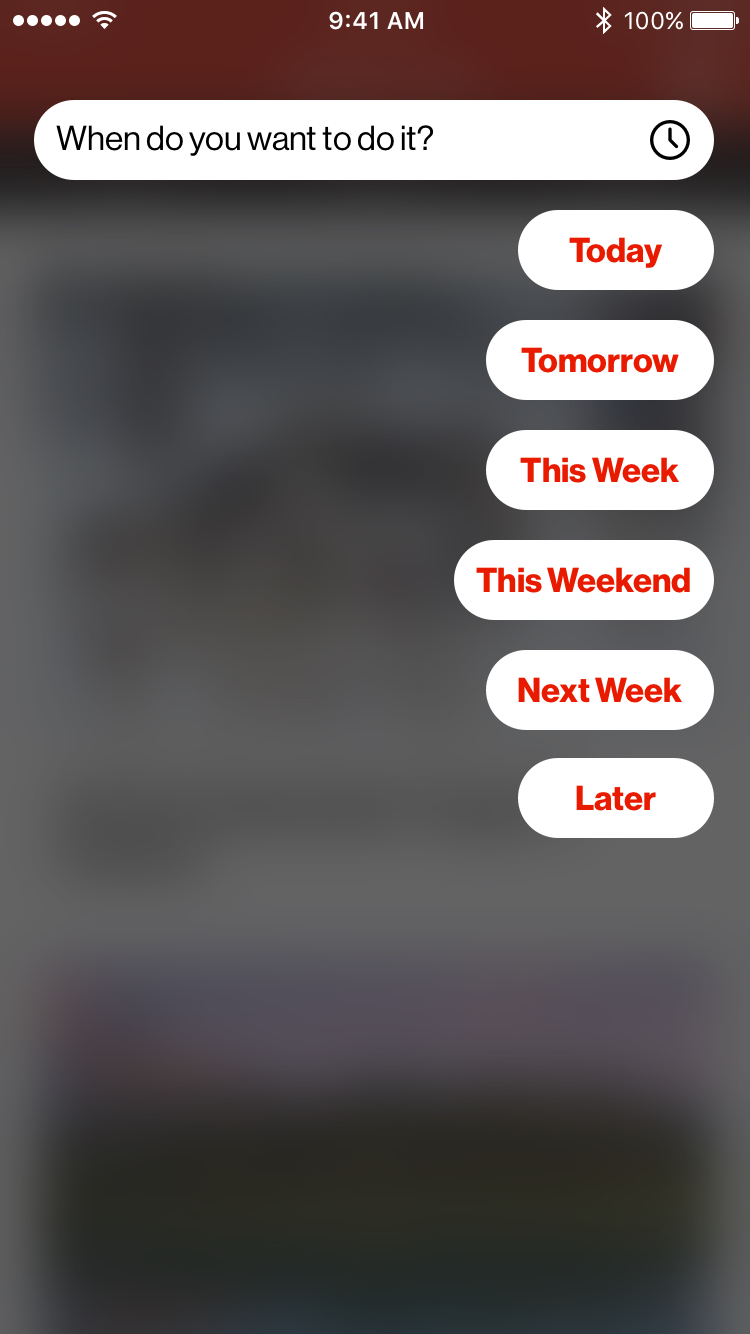 9:41 AM 100%
When do you want to do it?
Today
Tomorrow
This Week
This Weekend
Next Week
Later